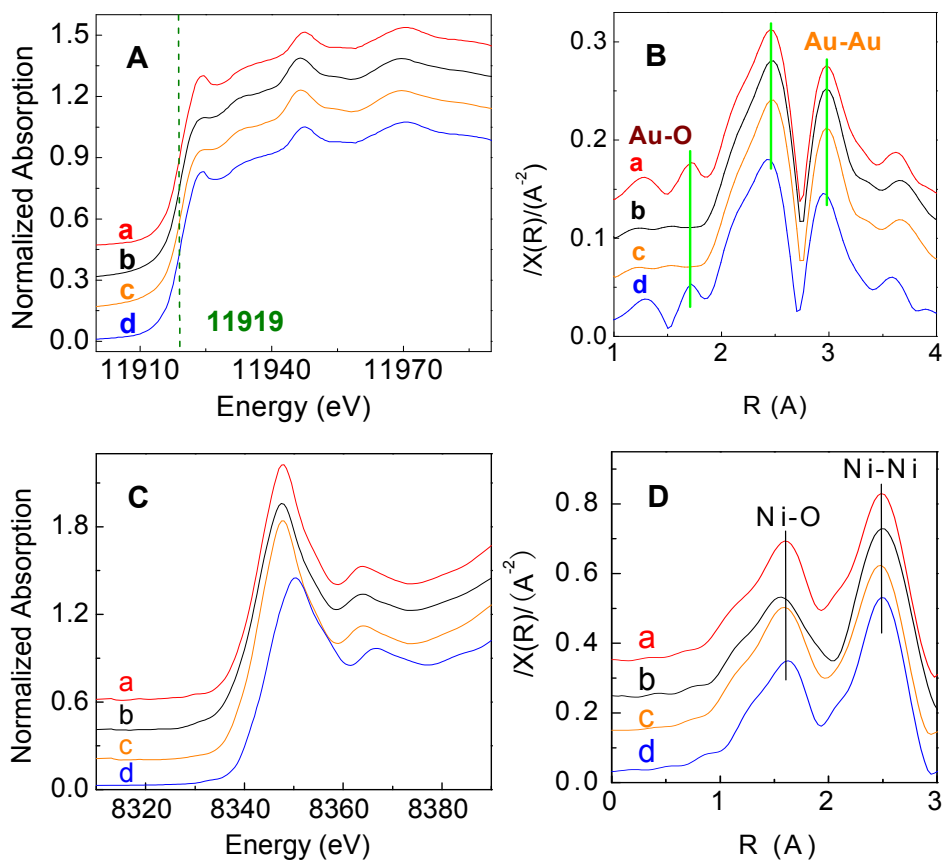 A
Normalized Absorption
1.5
1.2
0.9
0.6
0.3
0.0
a
b
c
d
11919
11910
11940
11970
Energy (eV)
B
Au-Au
Au-O
/X(R)/(A⁻²)
0.3
0.2
0.1
0.0
a
b
c
d
1
2
3
4
R (A)
C
Normalized Absorption
1.8
1.2
0.6
0.0
a
b
c
d
8320
8340
8360
8380
Energy (eV)
D
Ni-Ni
Ni-O
/X(R)/(A⁻²)
0.8
0.6
0.4
0.2
0.0
a
b
c
d
0
1
2
3
R (A)